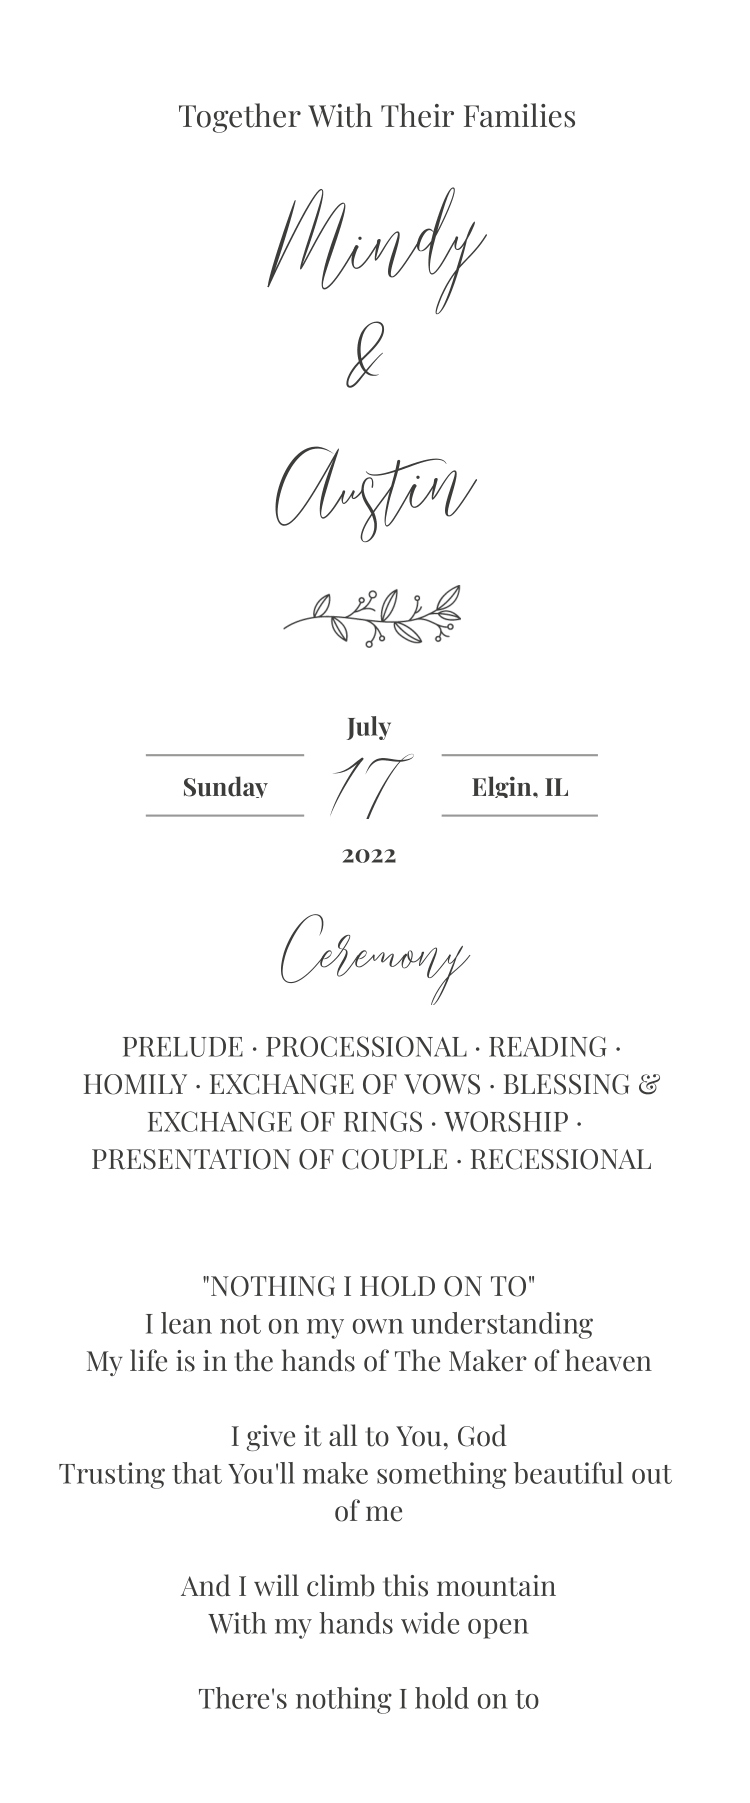 Together With Their Families
Mindy
&
Austin
July
Sunday 17 Elgin, IL
2022
Ceremony
PRELUDE · PROCESSIONAL · READING ·
HOMILY · EXCHANGE OF VOWS · BLESSING &
EXCHANGE OF RINGS · WORSHIP ·
PRESENTATION OF COUPLE · RECESSIONAL
"NOTHING I HOLD ON TO"
I lean not on my own understanding
My life is in the hands of The Maker of heaven
I give it all to You, God
Trusting that You'll make something beautiful out
of me
And I will climb this mountain
With my hands wide open
There's nothing I hold on to